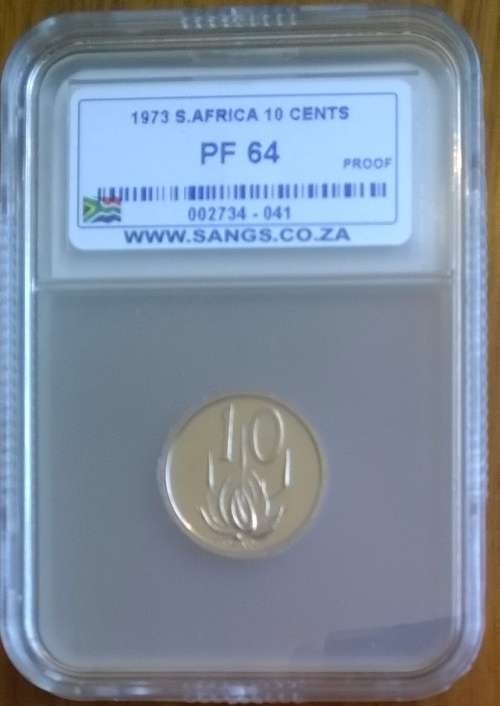 1973 S.AFRICA 10 CENTS
PF 64
PROOF
002734 - 041
WWW.SANGS.CO.ZA
10